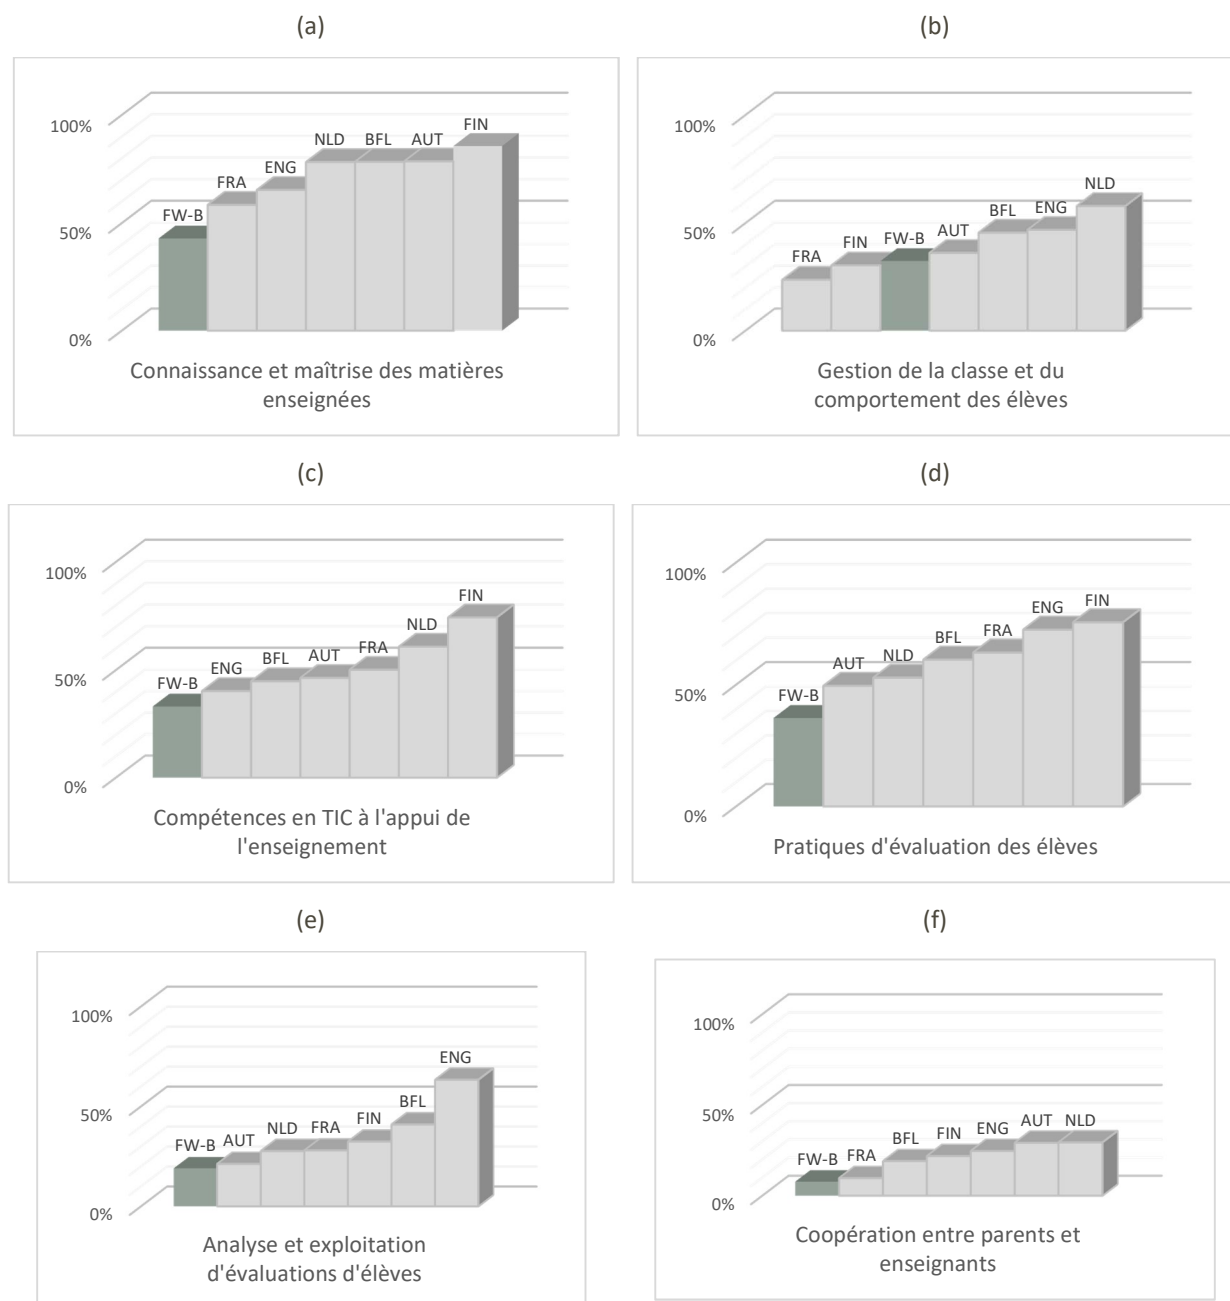 (a)
100%
50%
0%
FW-B
FRA
ENG
NLD
BFL
AUT
FIN
Connaissance et maîtrise des matières
enseignées
(b)
100%
50%
0%
FRA
FIN
FW-B
AUT
BFL
ENG
NLD
Gestion de la classe et du
comportement des élèves
(c)
100%
50%
0%
FW-B
ENG
BFL
AUT
FRA
NLD
FIN
Compétences en TIC à l'appui de
l'enseignement
(d)
100%
50%
0%
FW-B
AUT
NLD
BFL
FRA
ENG
FIN
Pratiques d'évaluation des élèves
(e)
100%
50%
0%
FW-B
AUT
NLD
FRA
FIN
BFL
ENG
Analyse et exploitation
d'évaluations d'élèves
(f)
100%
50%
0%
FW-B
FRA
BFL
FIN
ENG
AUT
NLD
Coopération entre parents et
enseignants